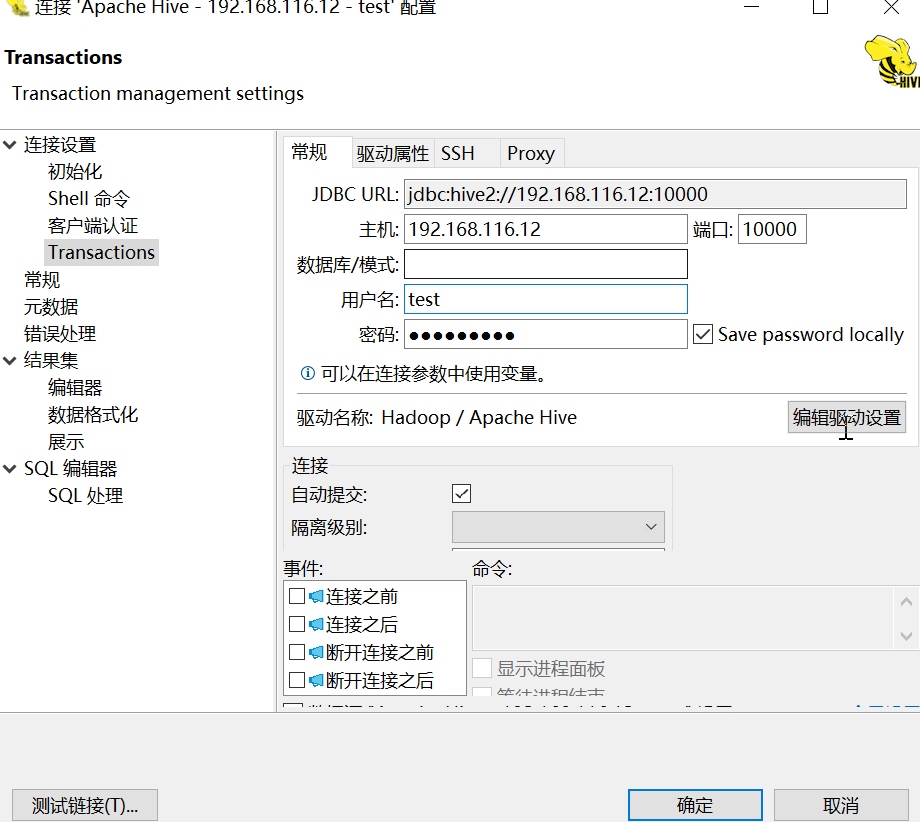 连接 'Apache Hive - 192.168.116.12 - test' 配置
Transactions
Transaction management settings
HIVE
连接设置
初始化
Shell 命令
客户端认证
Transactions
常规
元数据
错误处理
结果集
编辑器
数据格式化
展示
SQL 编辑器
SQL 处理
常规 驱动属性 SSH Proxy
JDBC URL: jdbc:hive2://192.168.116.12:10000
主机: 192.168.116.12 端口: 10000
数据库/模式:
用户名: test
密码: ●●●●●●●●● Save password locally
可以在连接参数中使用变量。
驱动名称: Hadoop / Apache Hive 编辑驱动设置
连接
自动提交:
隔离级别:
事件: 命令:
连接之前
连接之后
断开连接之前
断开连接之后
显示进程面板
等待进程结束
测试链接(T)... 确定 取消